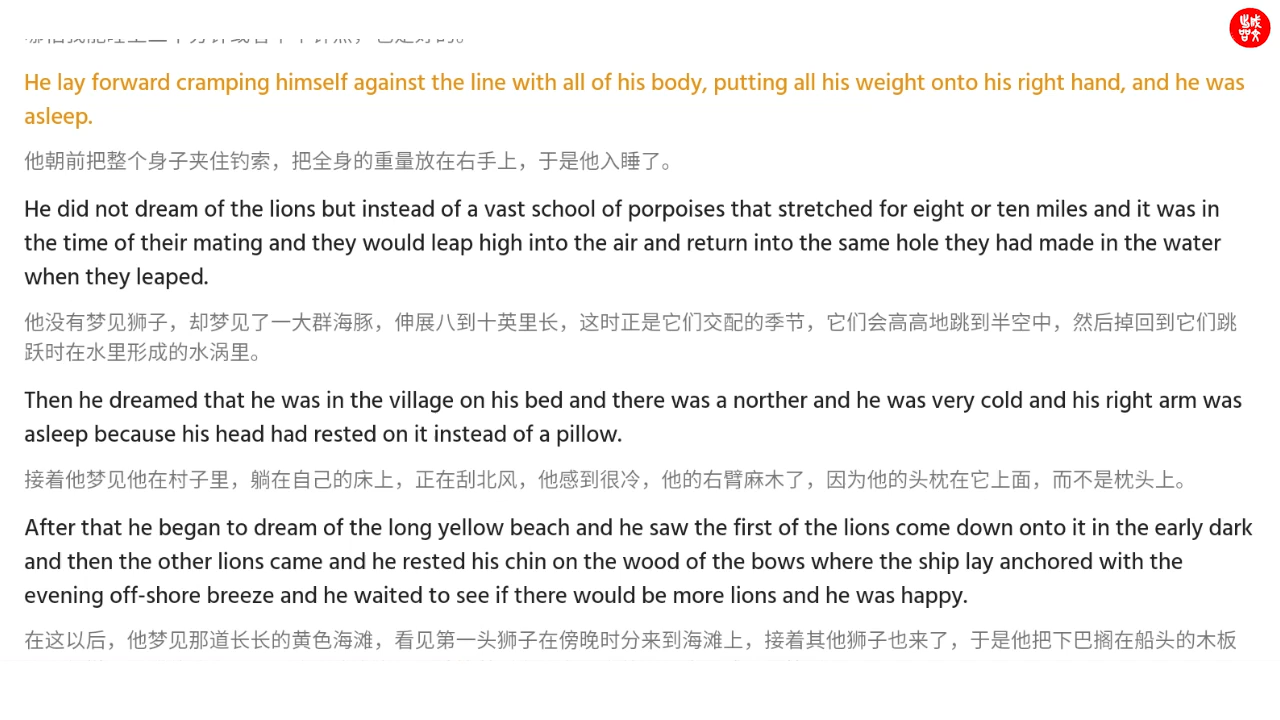 He lay forward cramping himself against the line with all of his body, putting all his weight onto his right hand, and he was
asleep.
他朝前把整个身子夹住钓索，把全身的重量放在右手上，于是他入睡了。
He did not dream of the lions but instead of a vast school of porpoises that stretched for eight or ten miles and it was in
the time of their mating and they would leap high into the air and return into the same hole they had made in the water
when they leaped.
他没有梦见狮子，却梦见了一大群海豚，伸展八到十英里长，这时正是它们交配的季节，它们会高高地跳到半空中，然后掉回到它们跳
跃时在水里形成的水涡里。
Then he dreamed that he was in the village on his bed and there was a norther and he was very cold and his right arm was
asleep because his head had rested on it instead of a pillow.
接着他梦见他在村子里，躺在自己的床上，正在刮北风，他感到很冷，他的右臂麻木了，因为他的头枕在它上面，而不是枕头上。
After that he began to dream of the long yellow beach and he saw the first of the lions come down onto it in the early dark
and then the other lions came and he rested his chin on the wood of the bows where the ship lay anchored with the
evening off-shore breeze and he waited to see if there would be more lions and he was happy.
在这以后，他梦见那道长长的黄色海滩，看见第一头狮子在傍晚时分来到海滩上，接着其他狮子也来了，于是他把下巴搁在船头的木板